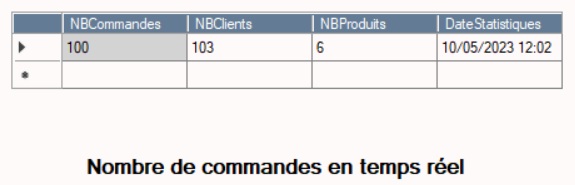 NBCommandes NBClients NBProduits DateStatistiques
100 103 6 10/05/2023 12:02
Nombre de commandes en temps réel